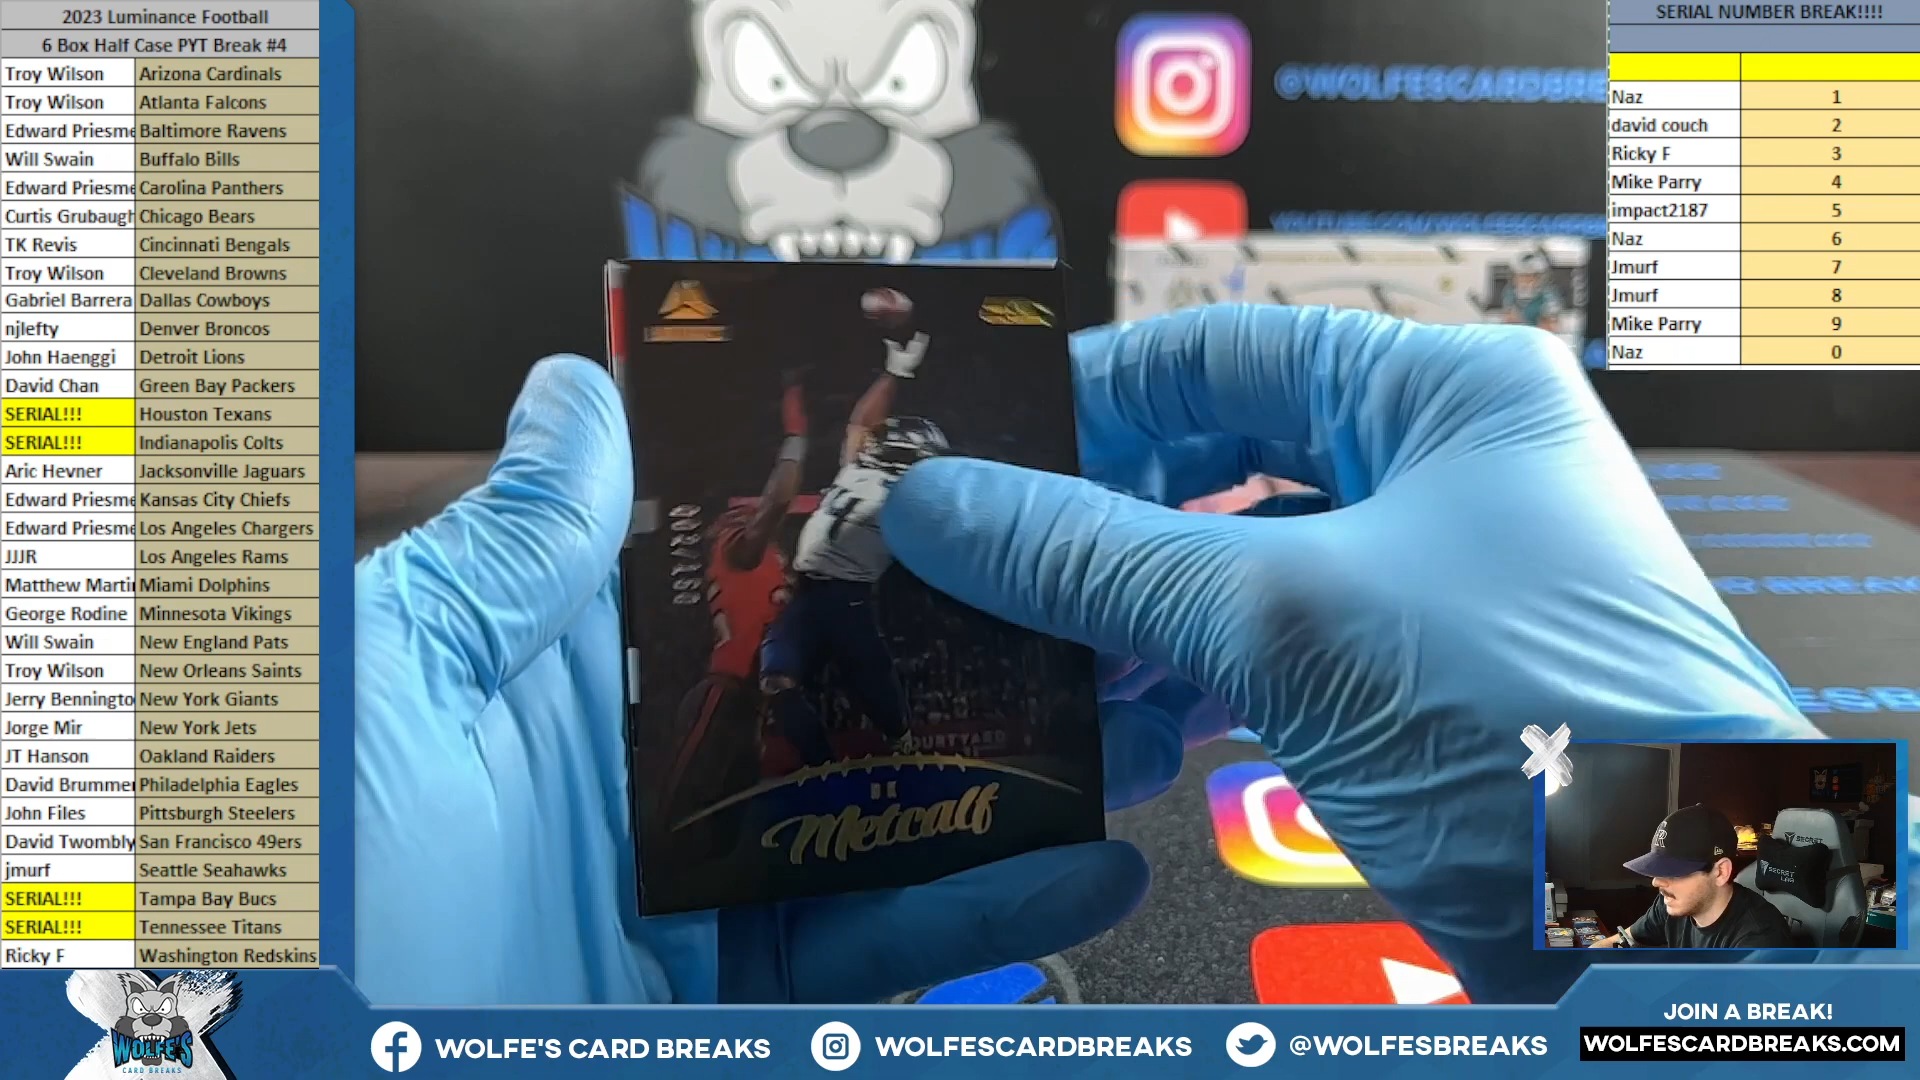 2023 Luminance Football
6 Box Half Case PYT Break #4
Troy Wilson Arizona Cardinals
Troy Wilson Atlanta Falcons
Edward Priesme Baltimore Ravens
Will Swain Buffalo Bills
Edward Priesme Carolina Panthers
Curtis Grubaugh Chicago Bears
TK Revis Cincinnati Bengals
Troy Wilson Cleveland Browns
Gabriel Barrera Dallas Cowboys
njlefty Denver Broncos
John Haenggi Detroit Lions
David Chan Green Bay Packers
SERIAL!!! Houston Texans
SERIAL!!! Indianapolis Colts
Aric Hevner Jacksonville Jaguars
Edward Priesme Kansas City Chiefs
Edward Priesme Los Angeles Chargers
JJJR Los Angeles Rams
Matthew Martin Miami Dolphins
George Rodine Minnesota Vikings
Will Swain New England Pats
Troy Wilson New Orleans Saints
Jerry Benningto New York Giants
Jorge Mir New York Jets
JT Hanson Oakland Raiders
David Brummer Philadelphia Eagles
John Files Pittsburgh Steelers
David Twombly San Francisco 49ers
jmurf Seattle Seahawks
SERIAL!!! Tampa Bay Bucs
SERIAL!!! Tennessee Titans
Ricky F Washington Redskins
SERIAL NUMBER BREAK!!!!
Naz 1
david couch 2
Ricky F 3
Mike Parry 4
impact2187 5
Naz 6
Jmurf 7
Jmurf 8
Mike Parry 9
Naz 0
@WOLFESCARDBRE
COURTYARD
DK
Metcalf
SECRET
SECRET
LAB
WOLFE'S
CARD BREAKS
WOLFE'S CARD BREAKS
WOLFESCARDBREAKS
@WOLFESBREAKS
JOIN A BREAK!
WOLFESCARDBREAKS.COM